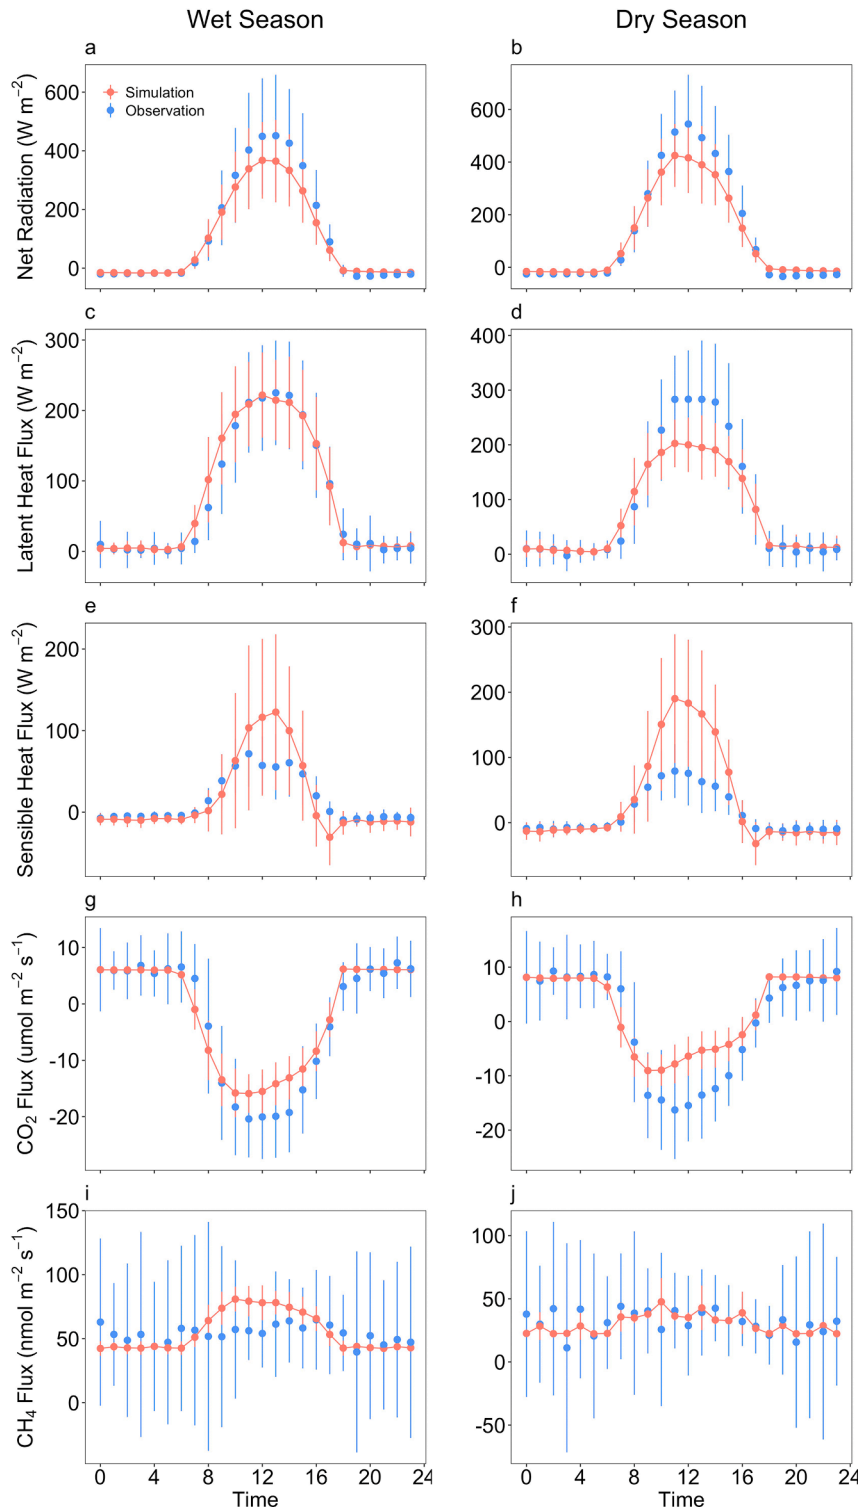 Wet Season
Dry Season
a
b
Net Radiation (W m−2)
600
400
200
0
Simulation
Observation
600
400
200
0
c
d
Latent Heat Flux (W m−2)
300
200
100
0
400
300
200
100
0
e
f
Sensible Heat Flux (W m−2)
200
100
0
300
200
100
0
g
h
CO2 Flux (umol m−2 s−1)
10
0
-10
-20
10
0
-10
-20
i
j
CH4 Flux (nmol m−2 s−1)
150
100
50
0
100
50
0
-50
0 4 8 12 16 20 24
0 4 8 12 16 20 24
Time
Time